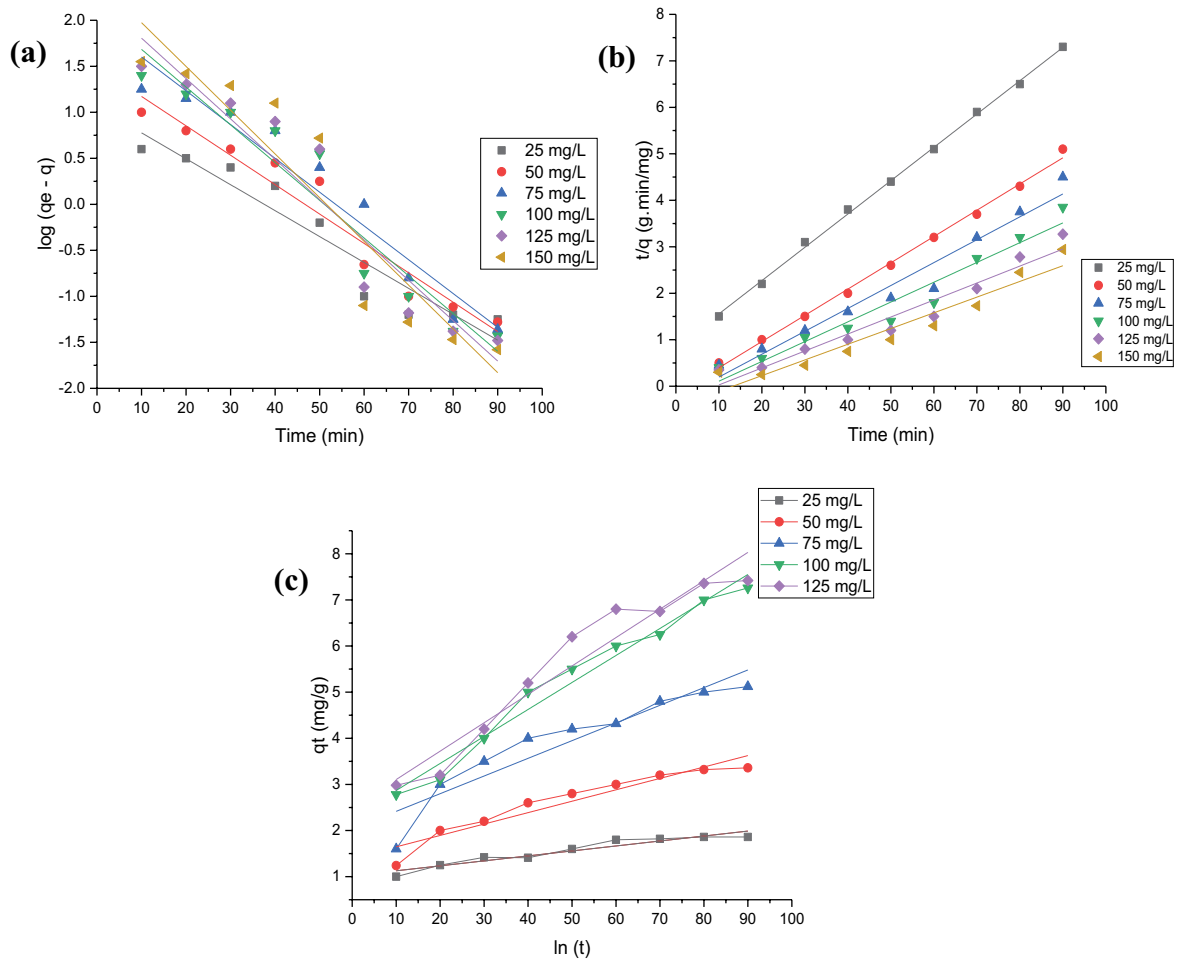 (a)
2.0
1.5
1.0
0.5
0.0
-0.5
-1.0
-1.5
-2.0
log (qe - q)
0 10 20 30 40 50 60 70 80 90 100
Time (min)
25 mg/L
50 mg/L
75 mg/L
100 mg/L
125 mg/L
150 mg/L
(b)
8
7
6
5
4
3
2
1
0
t/q (g.min/mg)
0 10 20 30 40 50 60 70 80 90 100
Time (min)
25 mg/L
50 mg/L
75 mg/L
100 mg/L
125 mg/L
150 mg/L
(c)
8
7
6
5
4
3
2
1
qt (mg/g)
0 10 20 30 40 50 60 70 80 90 100
ln (t)
25 mg/L
50 mg/L
75 mg/L
100 mg/L
125 mg/L